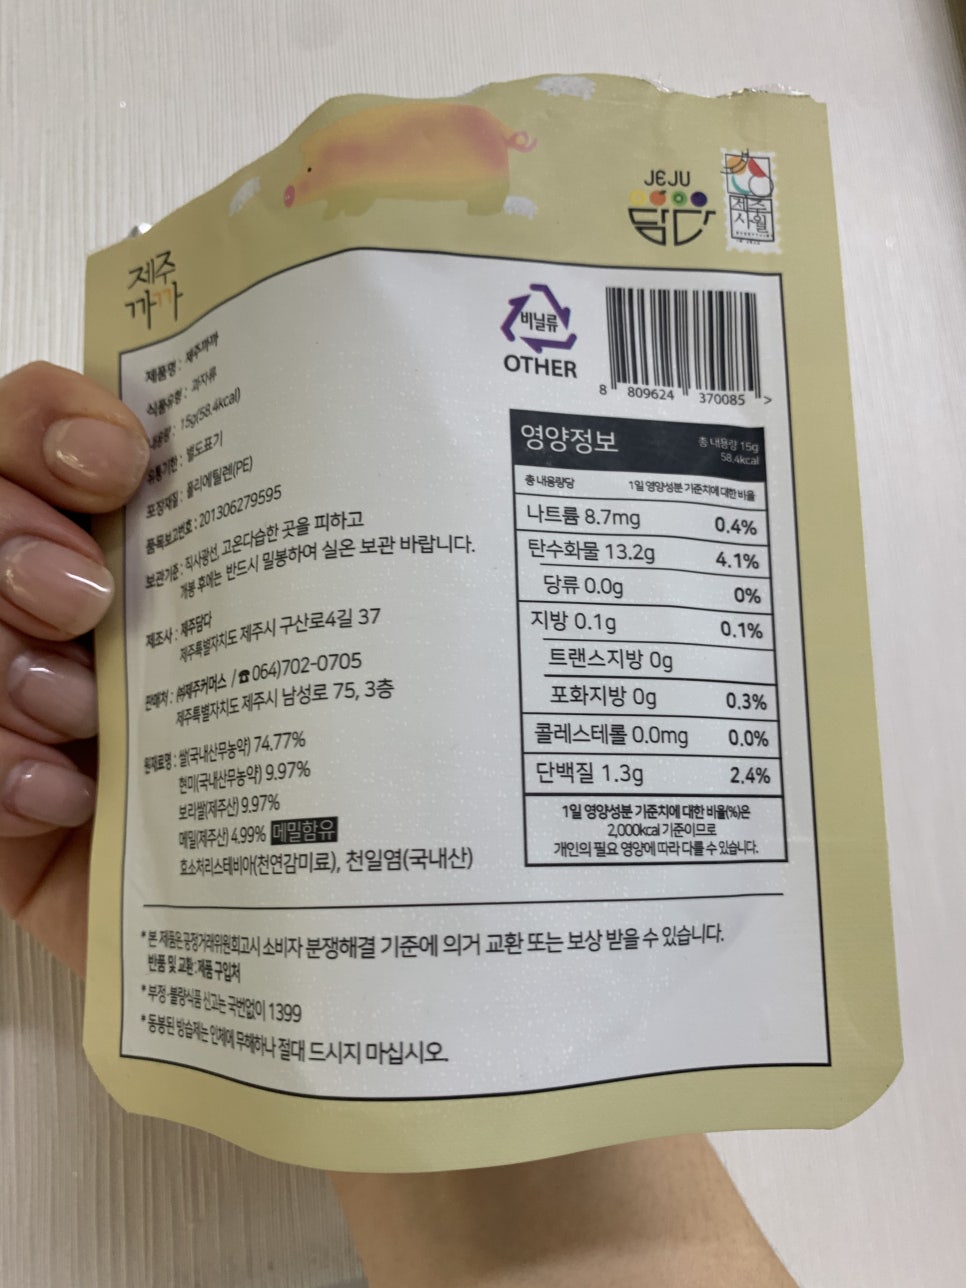 JEJU
담다
제주
사월
제주
까까
비닐류
OTHER
8 809624 370085 >
제품명 : 제주까까
식품유형 : 과자류
내용량 : 15g(58.4kcal)
유통기한 : 별도표기
포장재질 : 폴리에틸렌(PE)
품목보고번호 : 201306279595
보관기준 : 직사광선, 고온다습한 곳을 피하고
개봉 후에는 반드시 밀봉하여 실온 보관 바랍니다.
제조사 : 제주담다
제주특별자치도 제주시 구산로4길 37
판매처 : ㈜제주커머스 / ☎064)702-0705
제주특별자치도 제주시 남성로 75, 3층
원재료명 : 쌀(국내산무농약) 74.77%
현미(국내산무농약) 9.97%
보리쌀(제주산) 9.97%
메밀(제주산) 4.99% 메밀함유
효소처리스테비아(천연감미료), 천일염(국내산)
영양정보
총 내용량 15g
58.4kcal
총 내용량당 1일 영양성분 기준치에 대한 비율
나트륨 8.7mg 0.4%
탄수화물 13.2g 4.1%
당류 0.0g 0%
지방 0.1g 0.1%
트랜스지방 0g
포화지방 0g 0.3%
콜레스테롤 0.0mg 0.0%
단백질 1.3g 2.4%
1일 영양성분 기준치에 대한 비율(%)은
2,000kcal 기준이므로
개인의 필요 영양에 따라 다를 수 있습니다.
* 본 제품은 공정거래위원회고시 소비자 분쟁해결 기준에 의거 교환 또는 보상 받을 수 있습니다.
반품 및 교환 : 제품 구입처
* 부정·불량식품 신고는 국번없이 1399
* 동봉된 방습제는 인체에 무해하나 절대 드시지 마십시오.